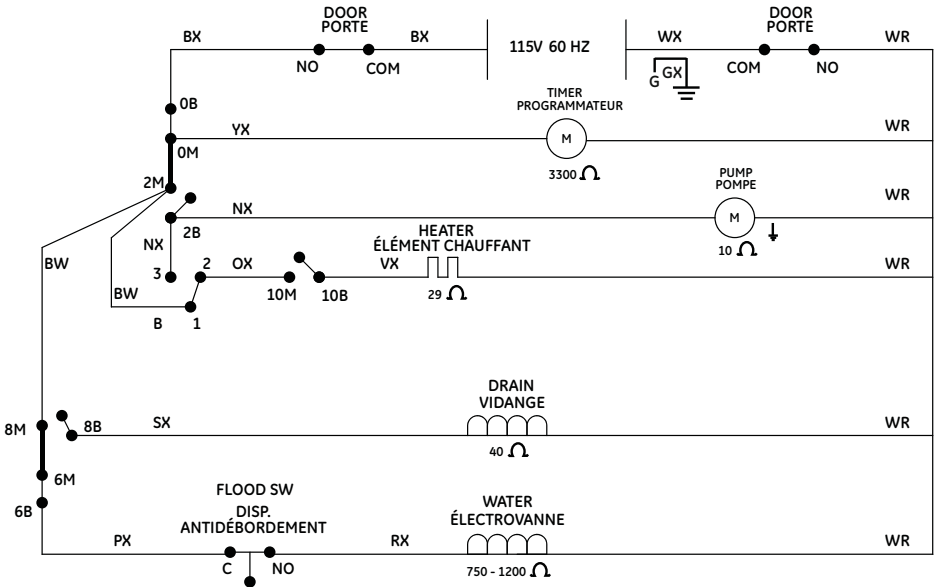 DOOR
PORTE
DOOR
PORTE
BX
BX
115V 60 HZ
WX
WR
NO
COM
G
GX
COM
NO
TIMER
PROGRAMMATEUR
0B
YX
M
WR
0M
3300 Ω
PUMP
POMPE
2M
NX
M
WR
2B
10 Ω
HEATER
ÉLÉMENT CHAUFFANT
NX
BW
3
2
OX
VX
WR
10M
10B
29 Ω
BW
B
1
DRAIN
VIDANGE
8M
8B
SX
WR
40 Ω
6M
FLOOD SW
DISP.
ANTIDÉBORDEMENT
WATER
ÉLECTROVANNE
6B
PX
RX
WR
C
NO
750 - 1200 Ω